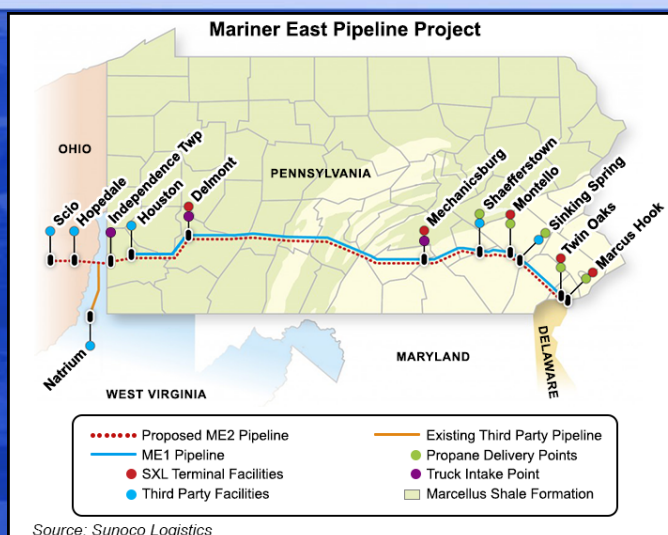 Mariner East Pipeline Project
OHIO
PENNSYLVANIA
Scio
Hopedale
Independence Twp
Houston
Delmont
Mechanicsburg
Shaefferstown
Montello
Sinking Spring
Twin Oaks
Marcus Hook
Natrium
WEST VIRGINIA
MARYLAND
DELAWARE
Proposed ME2 Pipeline
ME1 Pipeline
SXL Terminal Facilities
Third Party Facilities
Existing Third Party Pipeline
Propane Delivery Points
Truck Intake Point
Marcellus Shale Formation
Source: Sunoco Logistics